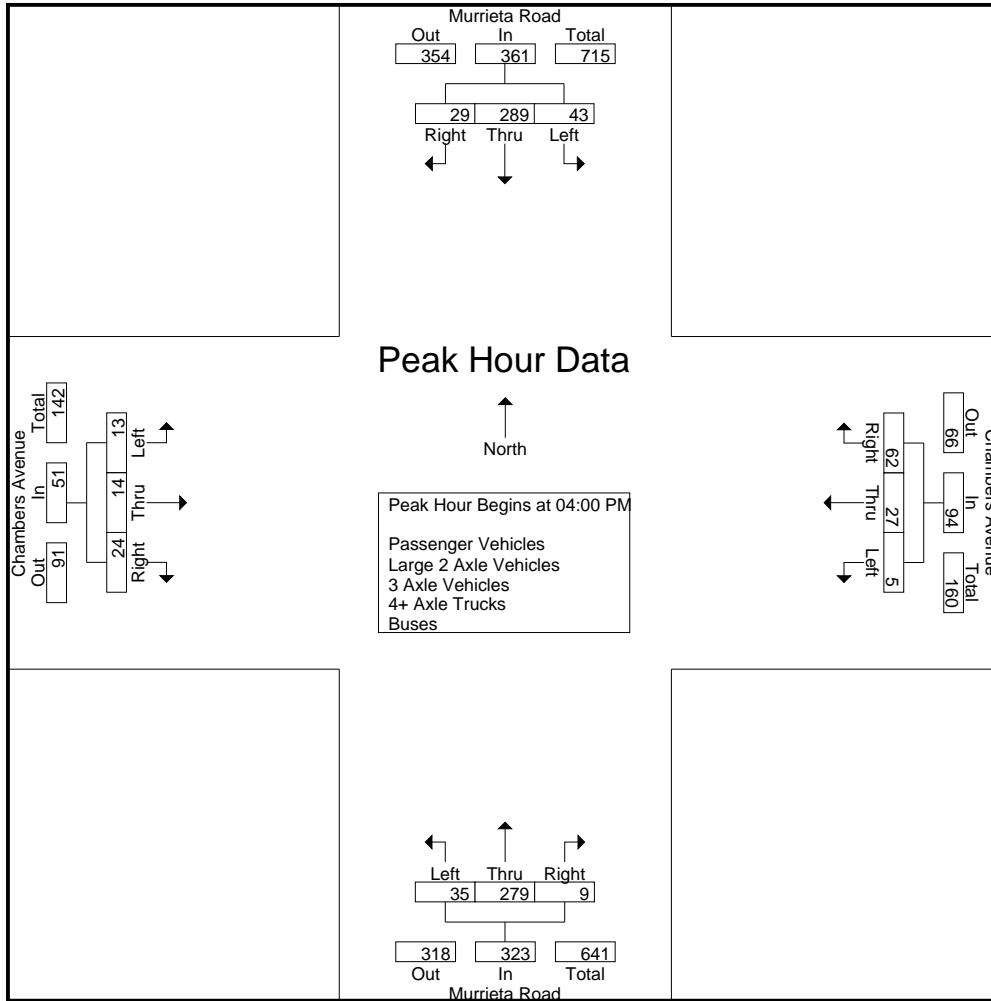 Murrieta Road
Out In Total
354 361 715
29 289 43
Right Thru Left
Peak Hour Data
North
Peak Hour Begins at 04:00 PM
Passenger Vehicles
Large 2 Axle Vehicles
3 Axle Vehicles
4+ Axle Trucks
Buses
Chambers Avenue
Out In Total
91 51 142
Right Thru Left
24 14 13
Chambers Avenue
Out In Total
66 94 160
Right Thru Left
62 27 5
Left Thru Right
35 279 9
318 323 641
Out In Total
Murrieta Road